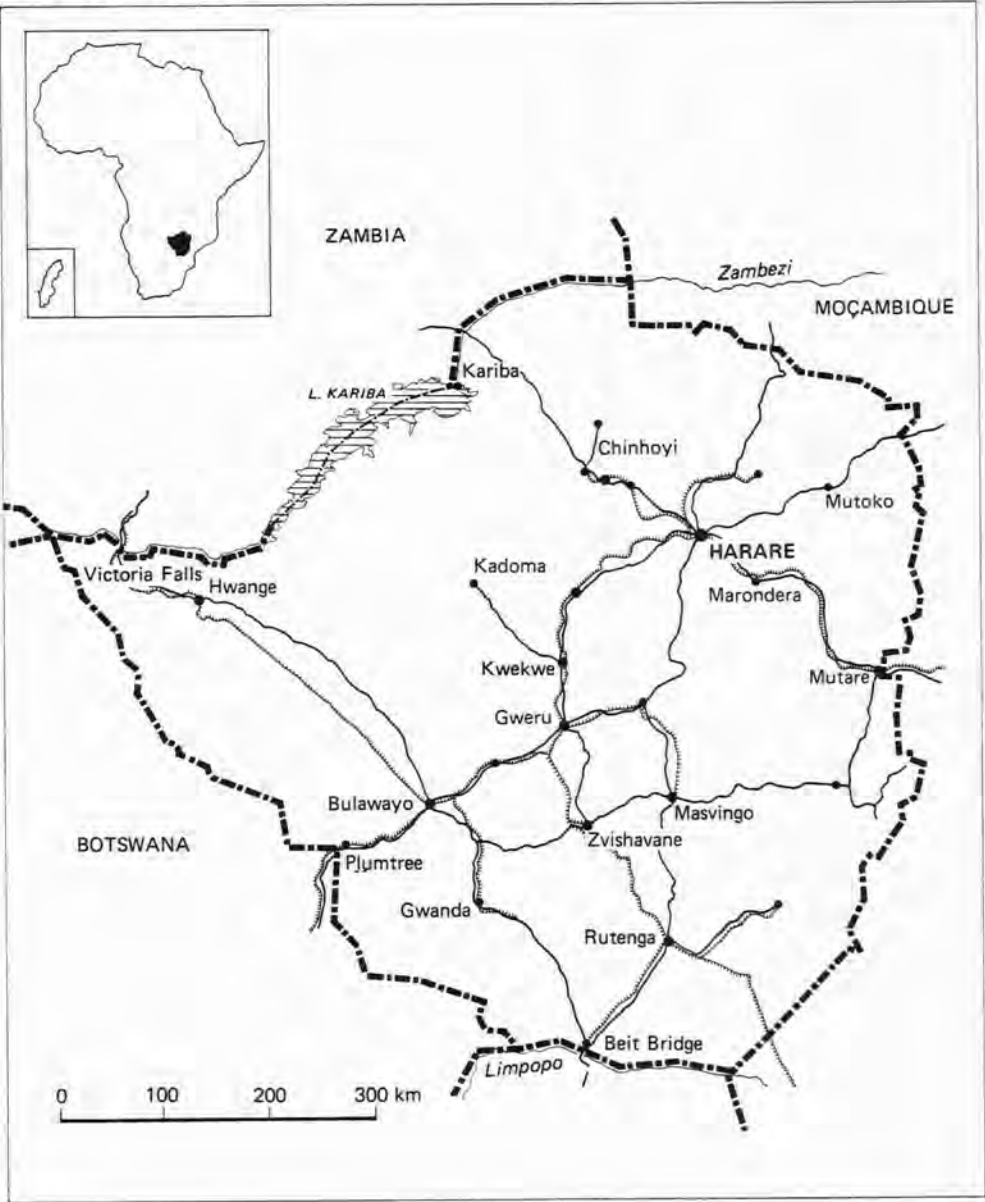 ZAMBIA
Zambezi
MOÇAMBIQUE
Kariba
L. KARIBA
Chinhoyi
Mutoko
HARARE
Victoria Falls
Hwange
Kadoma
Marondera
Kwekwe
Mutare
Gweru
Bulawayo
Masvingo
BOTSWANA
Plumtree
Zvishavane
Gwanda
Rutenga
Beit Bridge
Limpopo
0 100 200 300 km